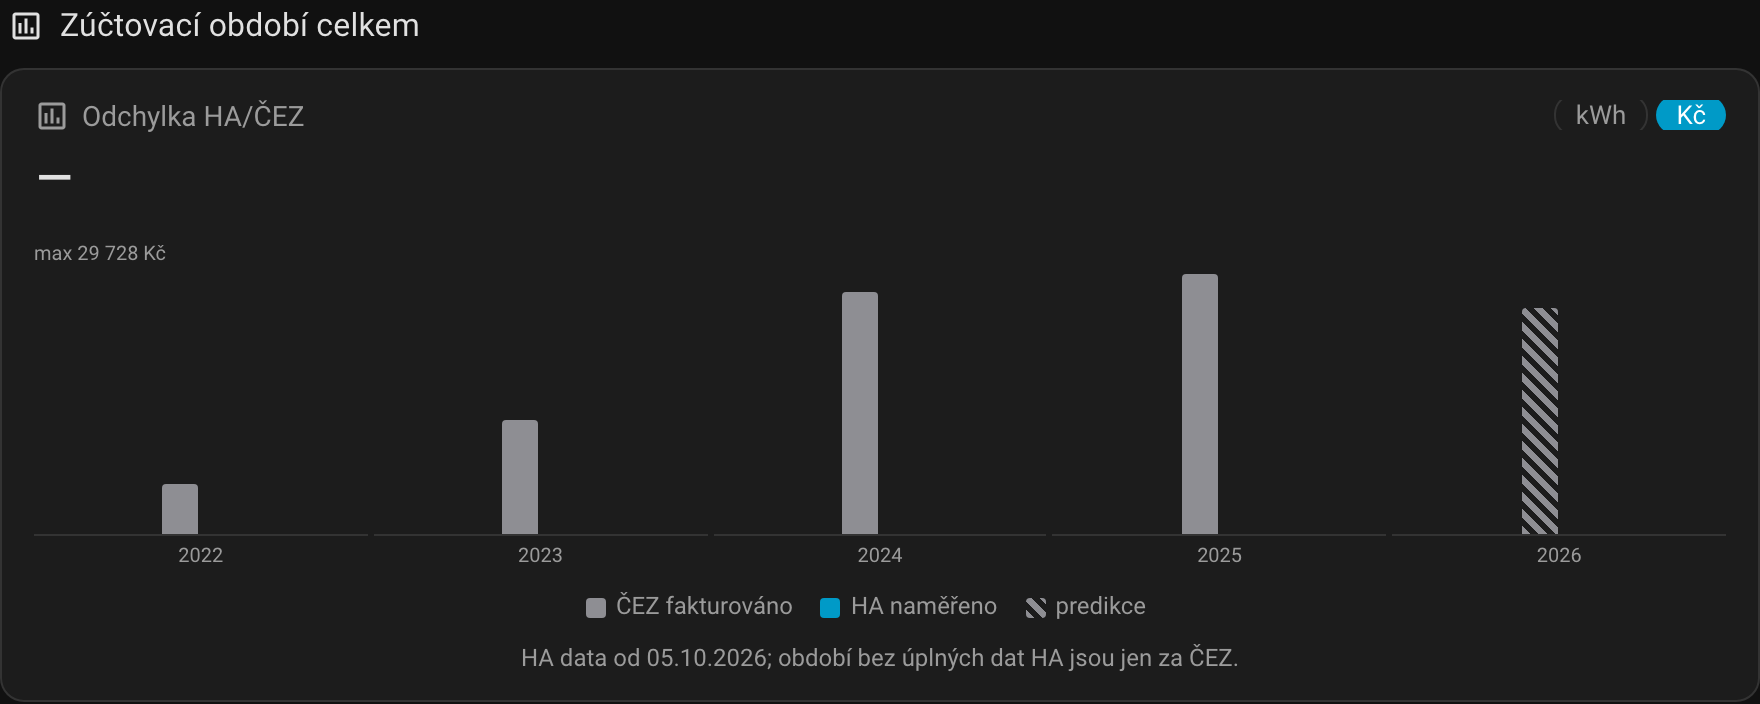 Zúčtovací období celkem
Odchylka HA/ČEZ
kWh
Kč
—
max 29 728 Kč
2022 2023 2024 2025 2026
ČEZ fakturováno HA naměřeno predikce
HA data od 05.10.2026; období bez úplných dat HA jsou jen za ČEZ.